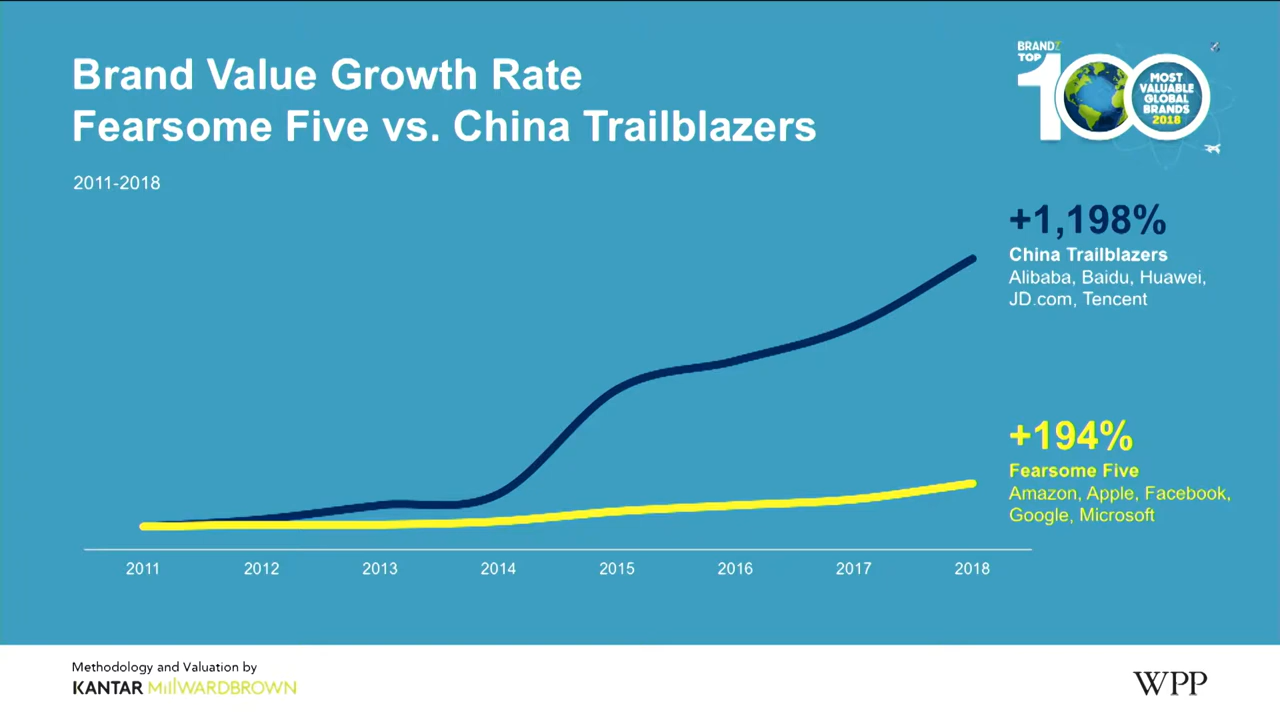 Brand Value Growth Rate
Fearsome Five vs. China Trailblazers
2011-2018
BRANDZ
TOP
100
MOST
VALUABLE
GLOBAL
BRANDS
2018
+1,198%
China Trailblazers
Alibaba, Baidu, Huawei,
JD.com, Tencent
+194%
Fearsome Five
Amazon, Apple, Facebook,
Google, Microsoft
2011 2012 2013 2014 2015 2016 2017 2018
Methodology and Valuation by
KANTAR MillWARDBROWN
WPP